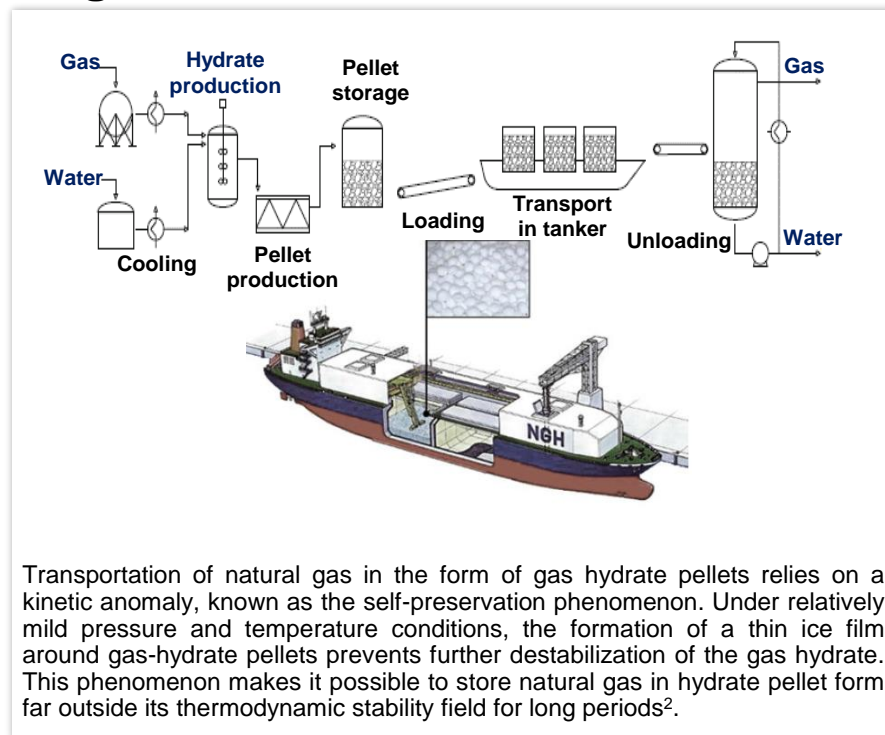 Gas
Hydrate
production
Pellet
storage
Gas
Water
Cooling
Pellet
production
Loading
Transport
in tanker
Unloading
Water
NGH
Transportation of natural gas in the form of gas hydrate pellets relies on a
kinetic anomaly, known as the self-preservation phenomenon. Under relatively
mild pressure and temperature conditions, the formation of a thin ice film
around gas-hydrate pellets prevents further destabilization of the gas hydrate.
This phenomenon makes it possible to store natural gas in hydrate pellet form
far outside its thermodynamic stability field for long periods².